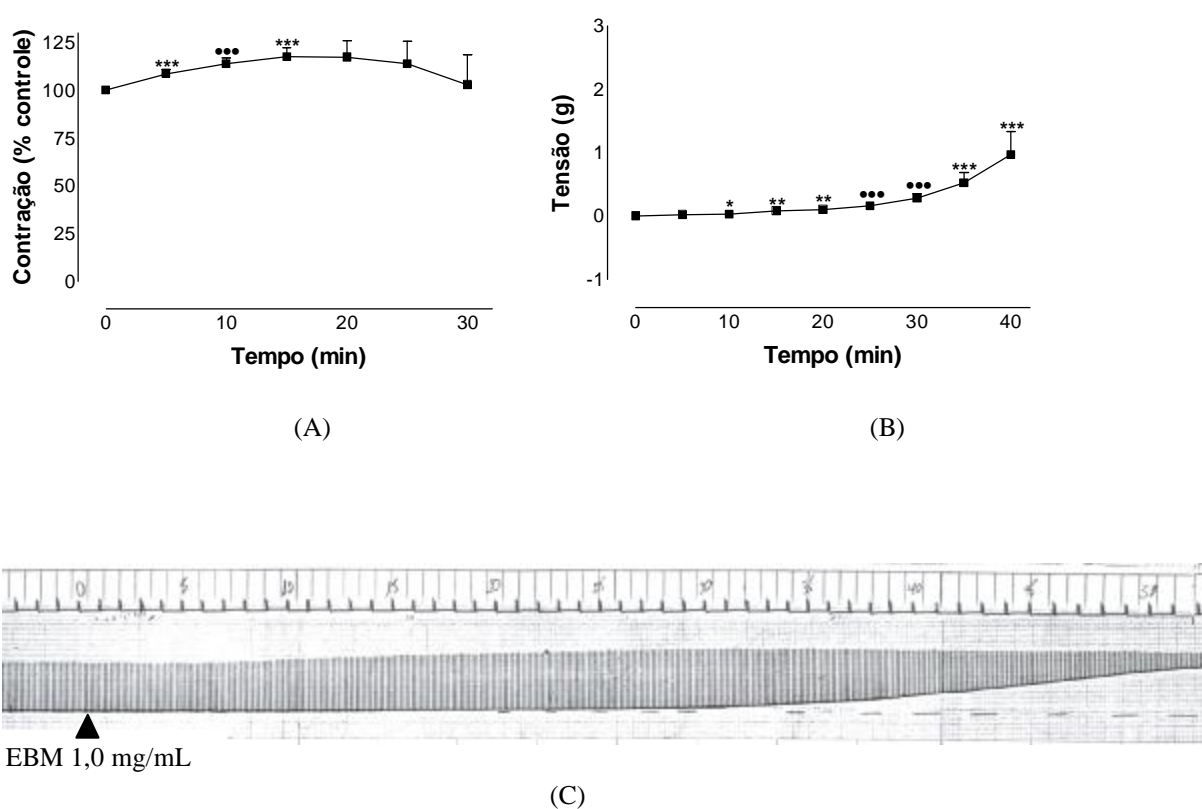 Contração (% controle)
125
100
75
50
25
0
***
•••
***
0 10 20 30
Tempo (min)
(A)
Tensão (g)
3
2
1
0
-1
*
**
**
•••
•••
***
***
0 10 20 30 40
Tempo (min)
(B)
0 5 10 15 20 25 30 35 40 45 50
EBM 1,0 mg/mL
(C)